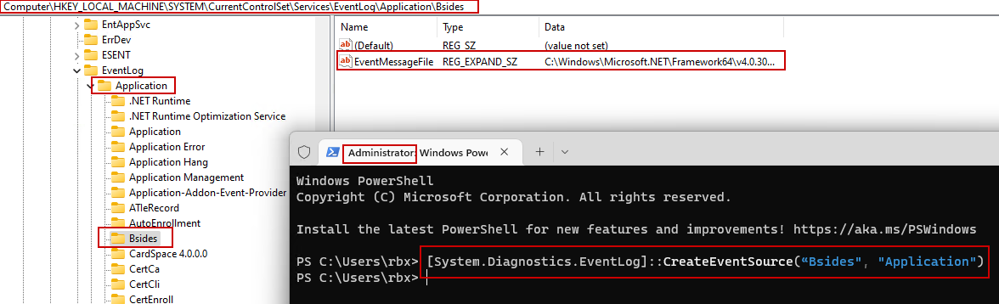 Computer\HKEY_LOCAL_MACHINE\SYSTEM\CurrentControlSet\Services\EventLog\Application\Bsides
EntAppSvc
ErrDev
ESENT
EventLog
Application
.NET Runtime
.NET Runtime Optimization Service
Application
Application Error
Application Hang
Application Management
Application-Addon-Event-Provider
ATIeRecord
AutoEnrollment
Bsides
CardSpace 4.0.0.0
CertCa
CertCli
CertEnroll
Name Type Data
ab (Default) REG_SZ (value not set)
ab EventMessageFile REG_EXPAND_SZ C:\Windows\Microsoft.NET\Framework64\v4.0.30...
Administrator: Windows Powe
Windows PowerShell
Copyright (C) Microsoft Corporation. All rights reserved.
Install the latest PowerShell for new features and improvements! https://aka.ms/PSWindows
PS C:\Users\rbx> [System.Diagnostics.EventLog]::CreateEventSource(“Bsides", "Application")
PS C:\Users\rbx>